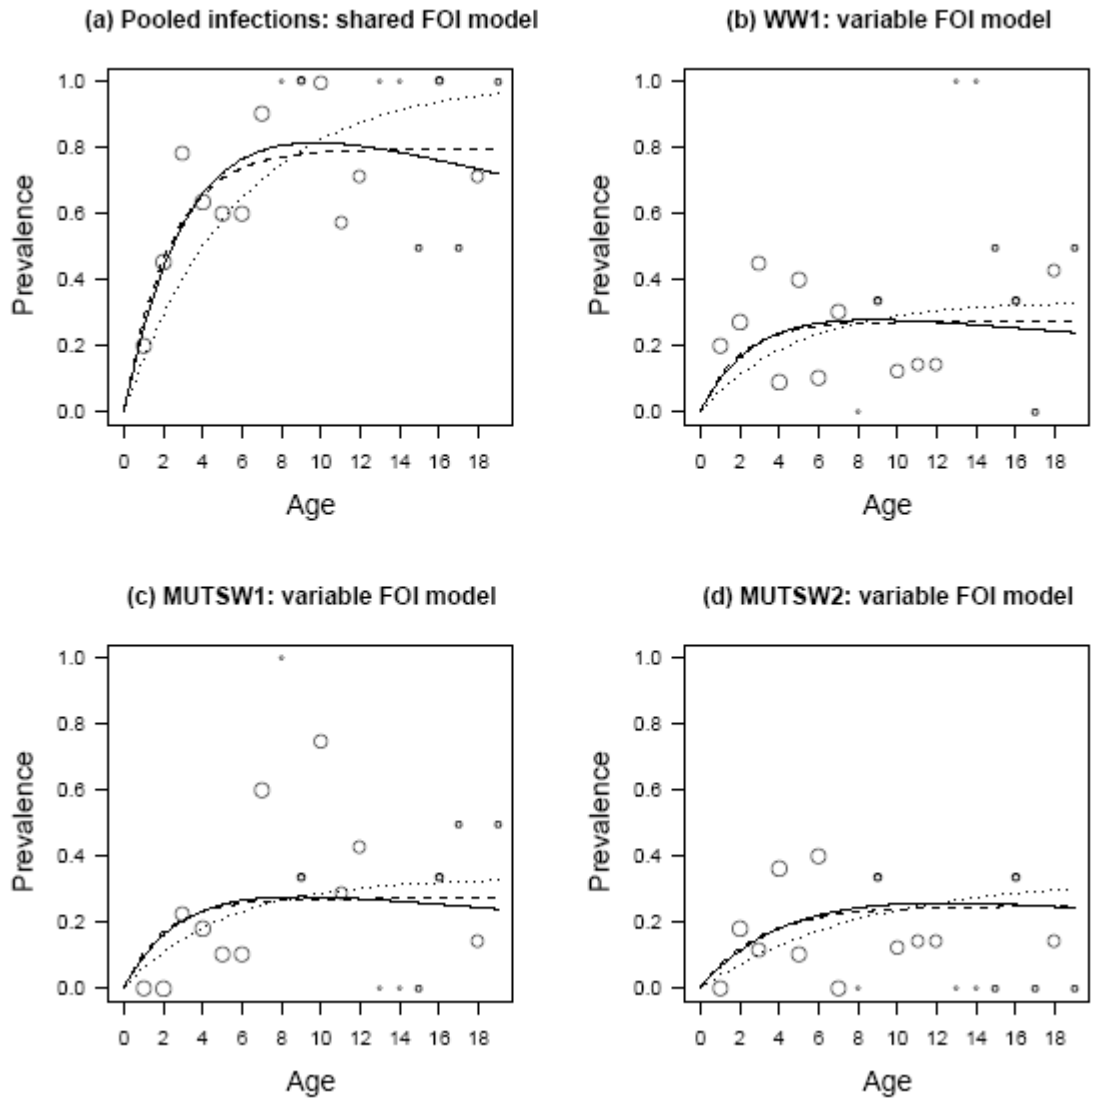 (a) Pooled infections: shared FOI model
(b) WW1: variable FOI model
1.0
0.8
0.6
0.4
0.2
0.0
Prevalence
0 2 4 6 8 10 12 14 16 18
Age
1.0
0.8
0.6
0.4
0.2
0.0
Prevalence
0 2 4 6 8 10 12 14 16 18
Age
(c) MUTSW1: variable FOI model
(d) MUTSW2: variable FOI model
1.0
0.8
0.6
0.4
0.2
0.0
Prevalence
0 2 4 6 8 10 12 14 16 18
Age
1.0
0.8
0.6
0.4
0.2
0.0
Prevalence
0 2 4 6 8 10 12 14 16 18
Age